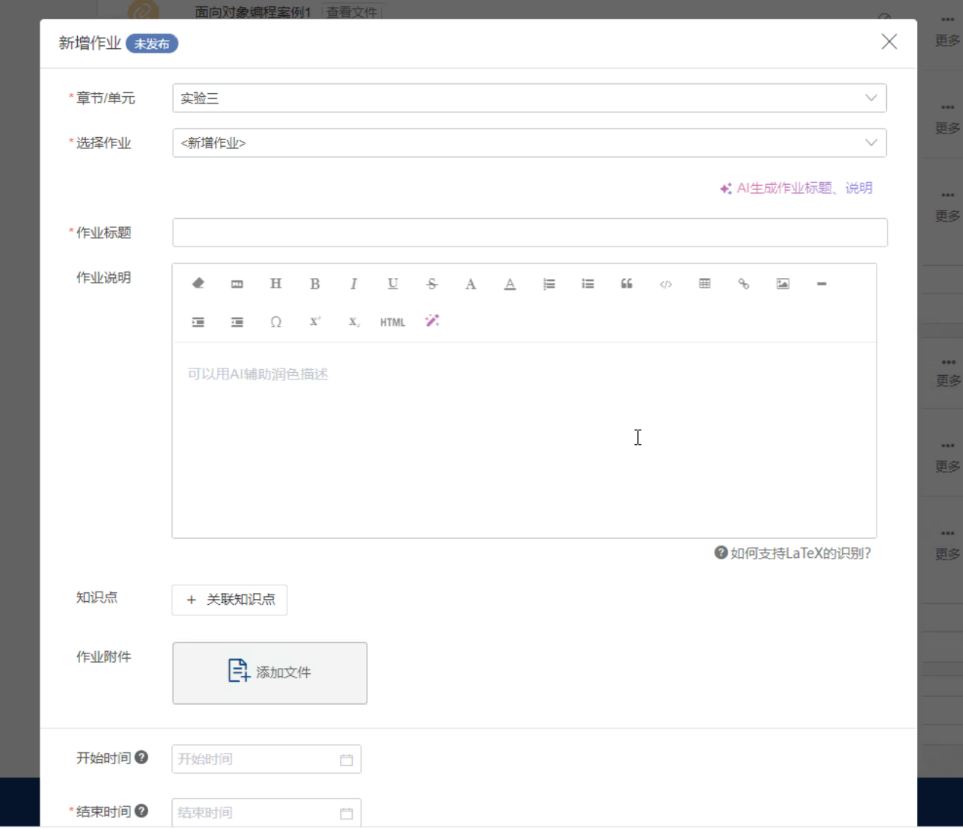 面向对象编程案例1 查看文件
新增作业 未发布
更多
*章节/单元 实验三
更多
*选择作业 <新增作业>
AI生成作业标题、说明
更多
*作业标题
作业说明
H B I U S A A
Ω X² X₂ HTML
可以用AI辅助润色描述
更多
更多
如何支持LaTeX的识别?
更多
知识点 + 关联知识点
作业附件 添加文件
开始时间 ? 开始时间
*结束时间 ? 结束时间